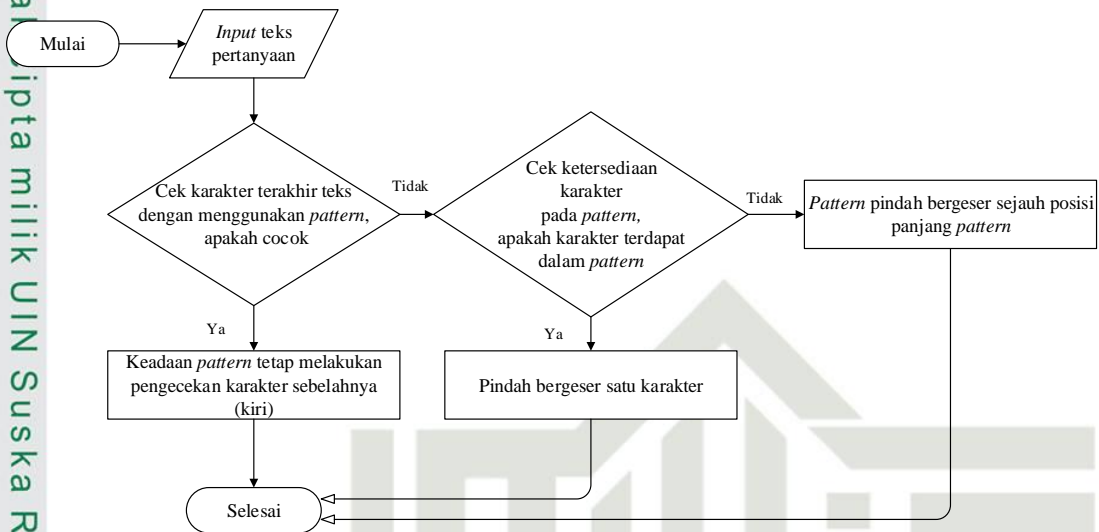 Mulai
Input teks
pertanyaan
Cek karakter terakhir teks
dengan menggunakan pattern,
apakah cocok
Tidak
Cek ketersediaan
karakter
pada pattern,
apakah karakter terdapat
dalam pattern
Tidak
Pattern pindah bergeser sejauh posisi
panjang pattern
Ya
Keadaan pattern tetap melakukan
pengecekan karakter sebelahnya
(kiri)
Ya
Pindah bergeser satu karakter
Selesai
cipta milik UIN Suska R